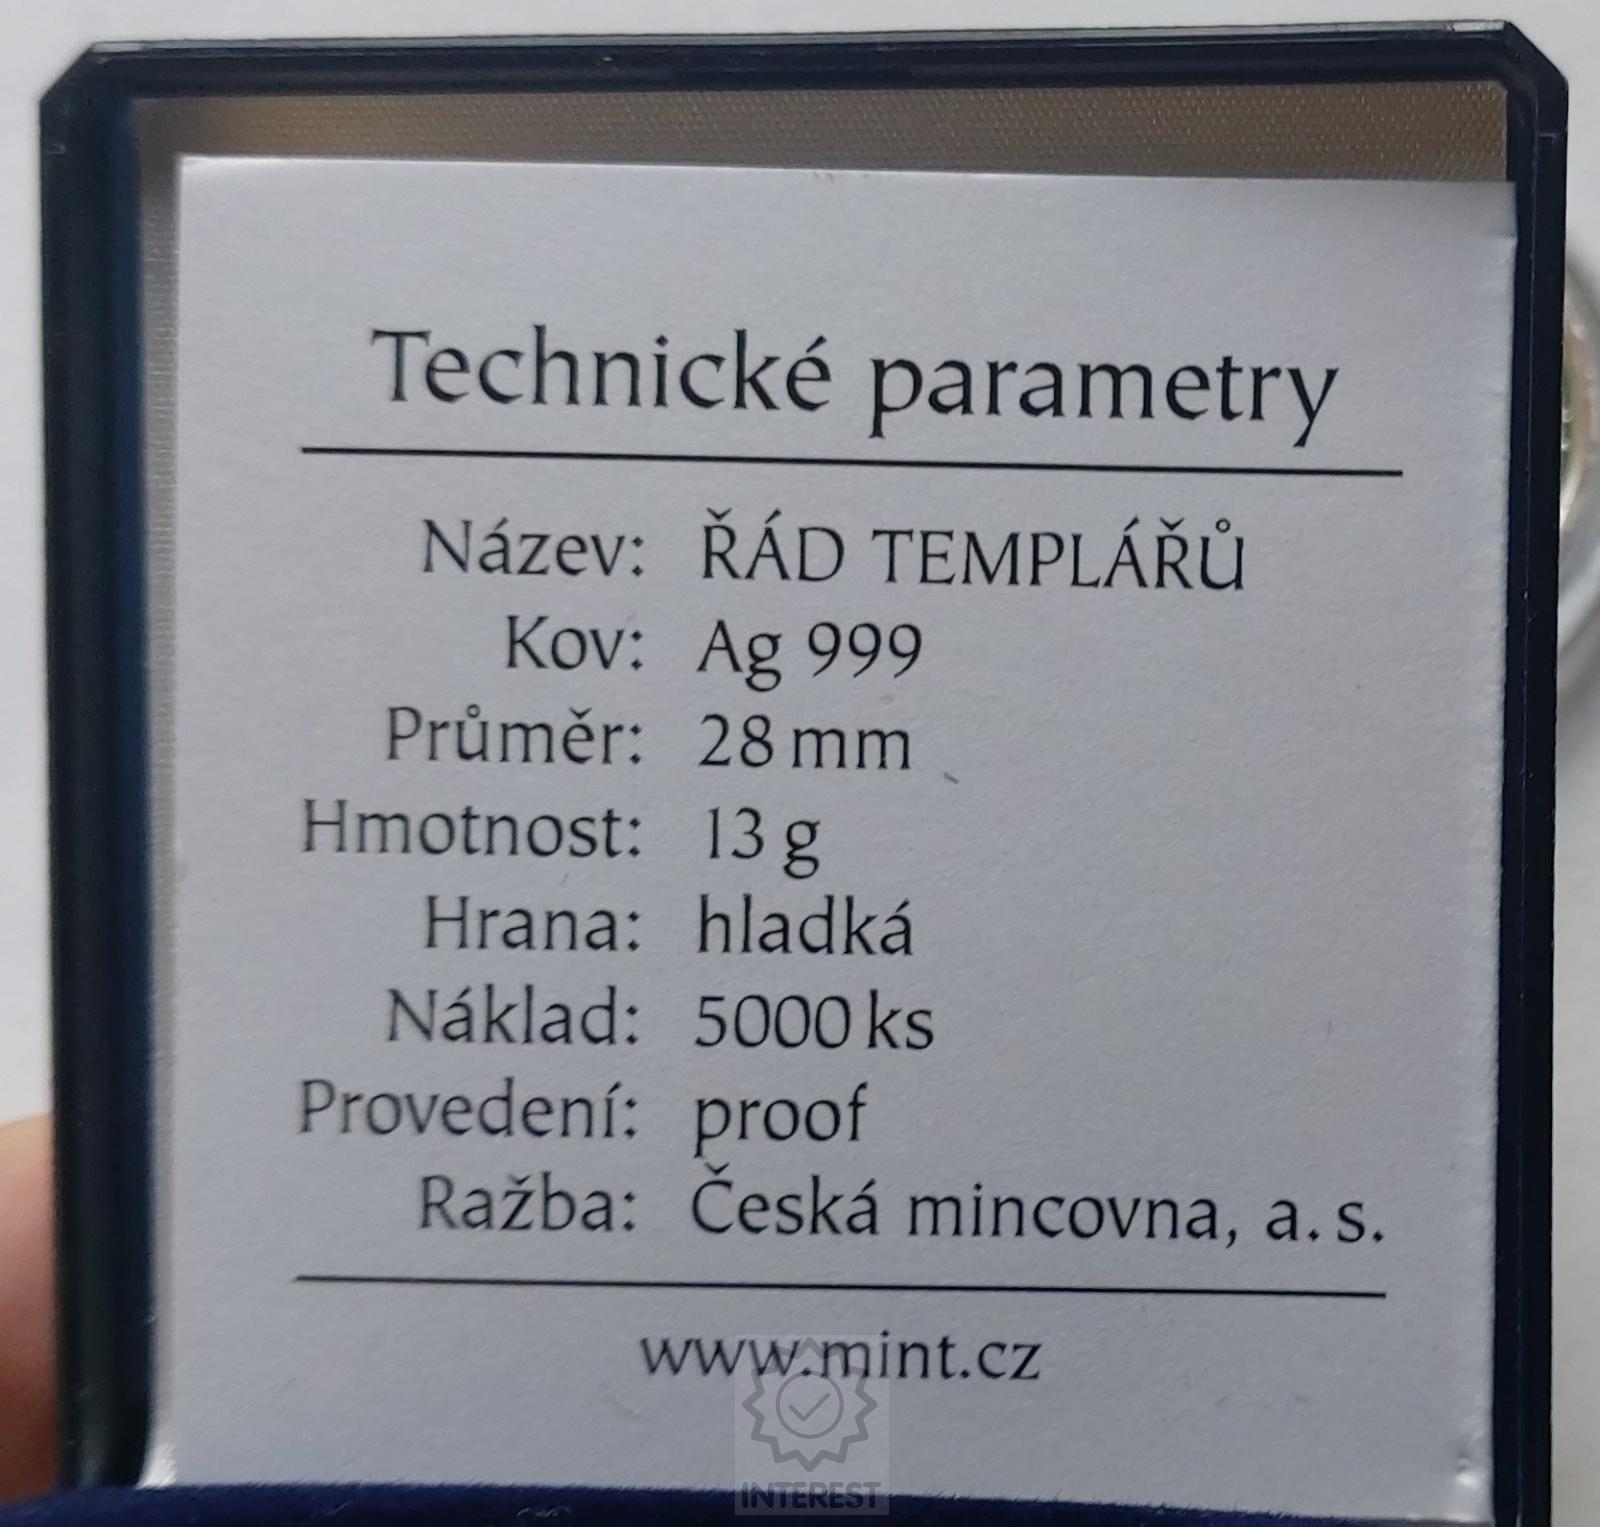 Technické parametry
Název: ŘÁD TEMPLÁŘŮ
Kov: Ag 999
Průměr: 28 mm
Hmotnost: 13 g
Hrana: hladká
Náklad: 5000 ks
Provedení: proof
Ražba: Česká mincovna, a. s.
www.mint.cz
INTEREST